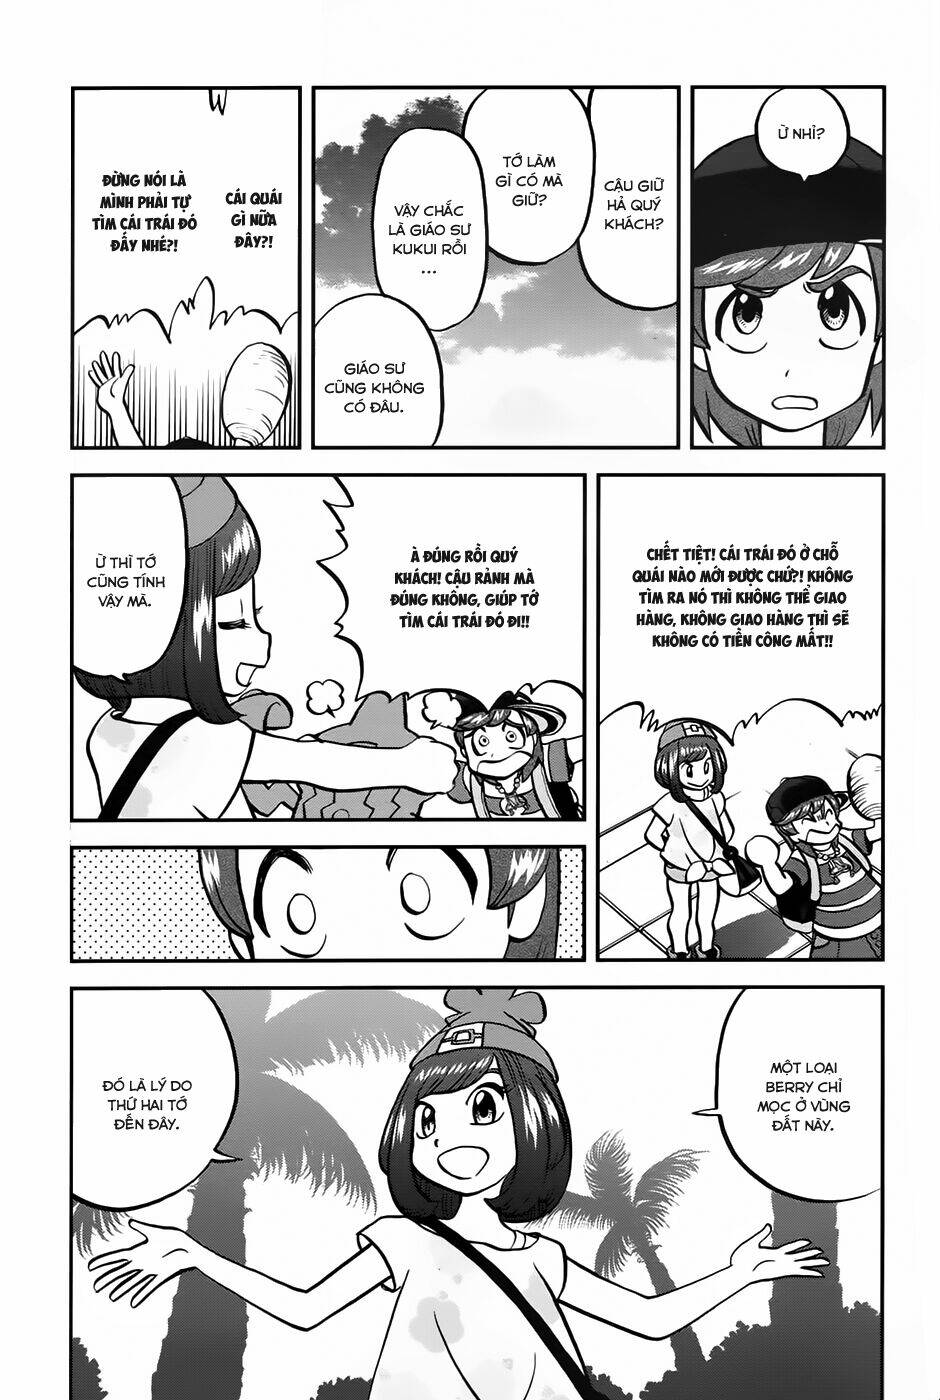 Ừ NHỈ?
CẬU GIỮ
HẢ QUÝ
KHÁCH?
TỚ LÀM
GÌ CÓ MÀ
GIỮ?
VẬY CHẮC
LÀ GIÁO SƯ
KUKUI RỒI
...
GIÁO SƯ
CŨNG KHÔNG
CÓ ĐÂU.
CÁI QUÁI
GÌ NỮA
ĐÂY?!
ĐỪNG NÓI LÀ
MÌNH PHẢI TỰ
TÌM CÁI TRÁI ĐÓ
ĐẤY NHÉ?!
CHẾT TIỆT! CÁI TRÁI ĐÓ Ở CHỖ
QUÁI NÀO MỚI ĐƯỢC CHỨ?! KHÔNG
TÌM RA NÓ THÌ KHÔNG THỂ GIAO
HÀNG, KHÔNG GIAO HÀNG THÌ SẼ
KHÔNG CÓ TIỀN CÔNG MẤT!!
À ĐÚNG RỒI QUÝ
KHÁCH! CẬU RẢNH MÀ
ĐÚNG KHÔNG, GIÚP TỚ
TÌM CÁI TRÁI ĐÓ ĐI!!
Ừ THÌ TỚ
CŨNG TÍNH
VẬY MÀ.
MỘT LOẠI
BERRY CHỈ
MỌC Ở VÙNG
ĐẤT NÀY.
ĐÓ LÀ LÝ DO
THỨ HAI TỚ
ĐẾN ĐÂY.